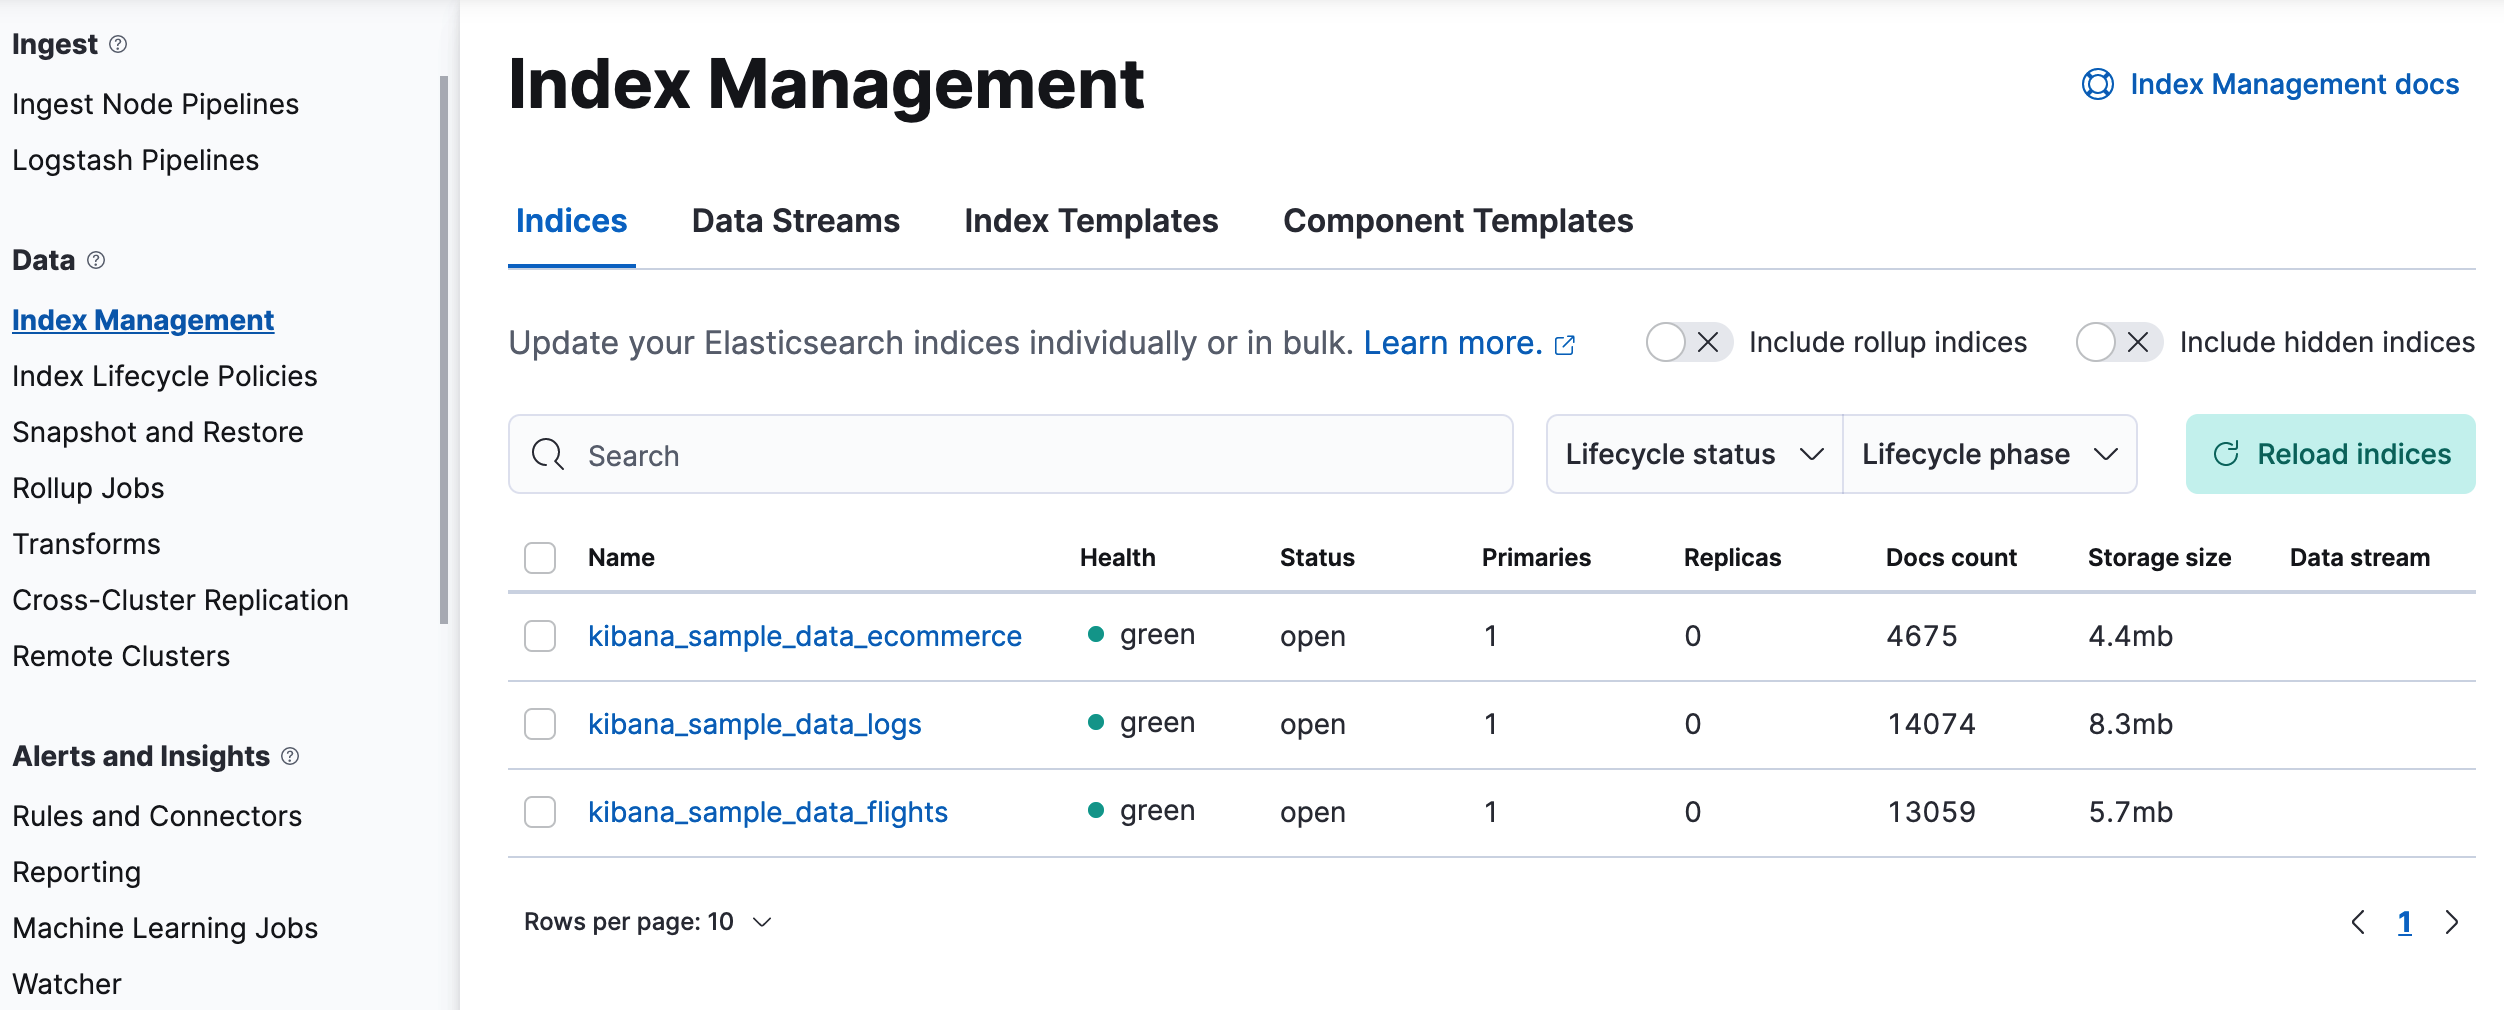 Ingest
Ingest Node Pipelines
Logstash Pipelines
Data
Index Management
Index Lifecycle Policies
Snapshot and Restore
Rollup Jobs
Transforms
Cross-Cluster Replication
Remote Clusters
Alerts and Insights
Rules and Connectors
Reporting
Machine Learning Jobs
Watcher
Index Management
Index Management docs
Indices Data Streams Index Templates Component Templates
Update your Elasticsearch indices individually or in bulk. Learn more. Include rollup indices Include hidden indices
Search Lifecycle status Lifecycle phase Reload indices
Name Health Status Primaries Replicas Docs count Storage size Data stream
kibana_sample_data_ecommerce green open 1 0 4675 4.4mb
kibana_sample_data_logs green open 1 0 14074 8.3mb
kibana_sample_data_flights green open 1 0 13059 5.7mb
Rows per page: 10 1